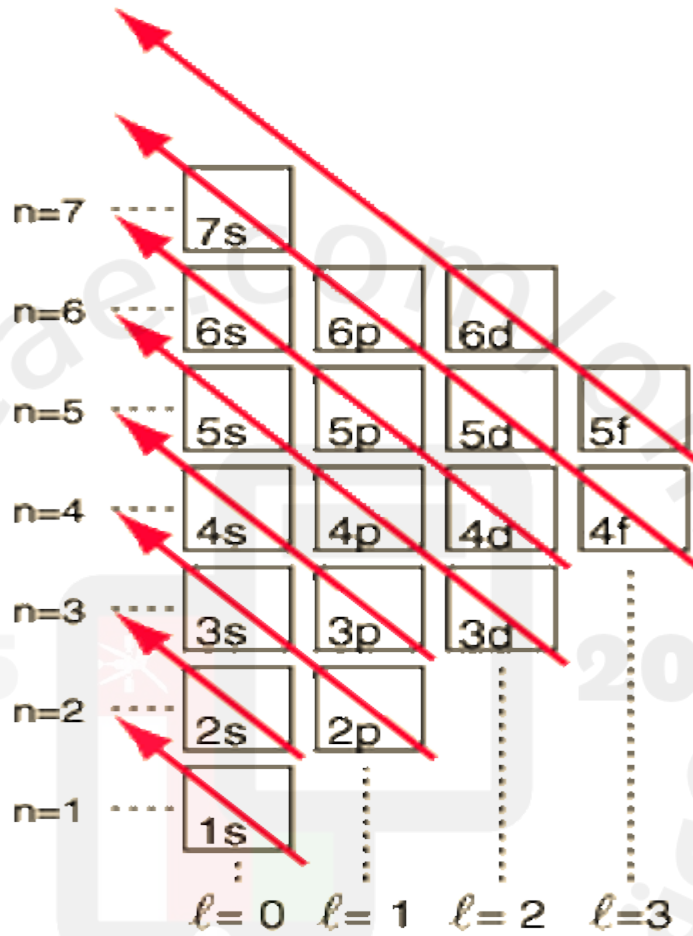 n=7 7s
n=6 6s 6p 6d
n=5 5s 5p 5d 5f
n=4 4s 4p 4d 4f
n=3 3s 3p 3d
n=2 2s 2p
n=1 1s
ℓ= 0 ℓ= 1 ℓ= 2 ℓ=3